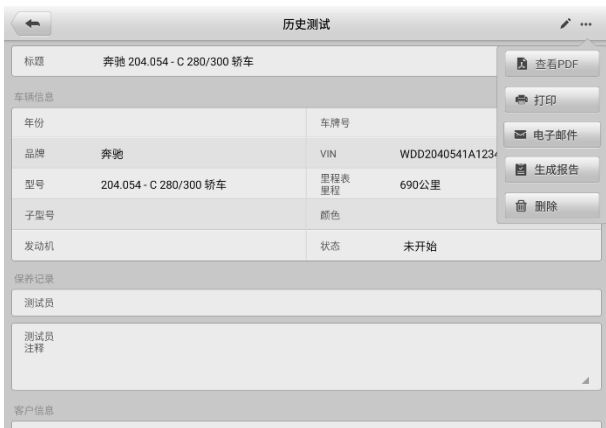 历史测试
标题 奔驰 204.054 - C 280/300 轿车
查看PDF
车辆信息
打印
年份 车牌号
电子邮件
品牌 奔驰 VIN WDD2040541A1234
生成报告
型号 204.054 - C 280/300 轿车 里程表
里程 690公里
删除
子型号 颜色
发动机 状态 未开始
保养记录
测试员
测试员
注释
客户信息